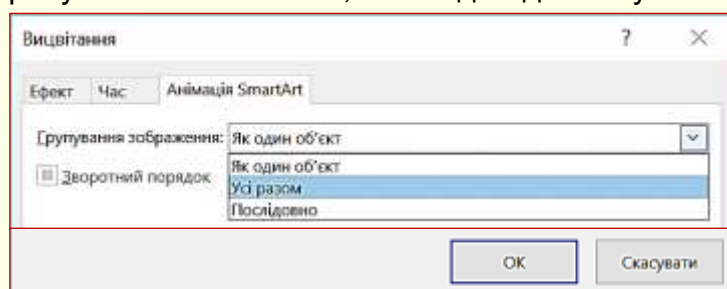 Вицвітання ?
Ефект Час Анімація SmartArt
Групування зображення: Як один об'єкт
Як один об'єкт
Зворотний порядок
Усі разом
Послідовно
ОК Скасувати